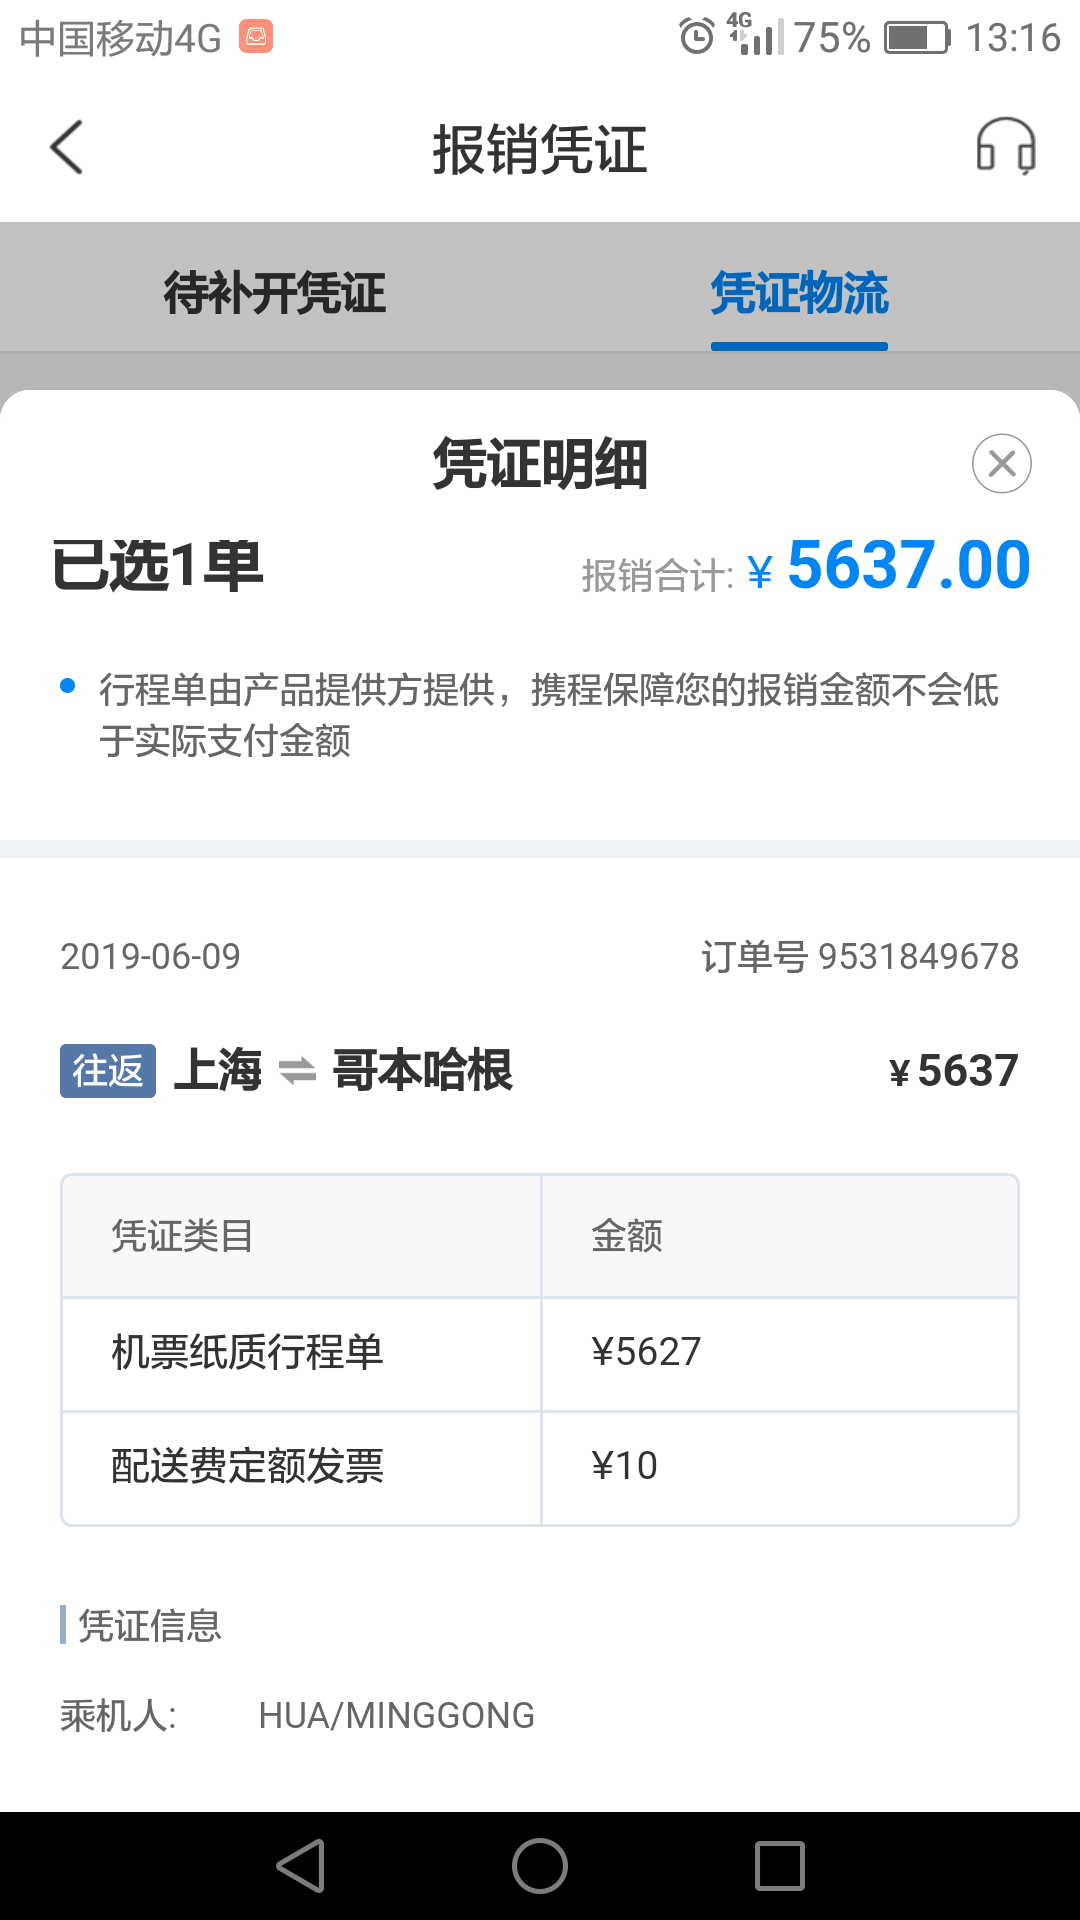 中国移动4G 4G 75% 13:16
报销凭证
待补开凭证 凭证物流
凭证明细
已选1单 报销合计: ¥ 5637.00
行程单由产品提供方提供，携程保障您的报销金额不会低
于实际支付金额
2019-06-09 订单号 9531849678
往返 上海 ⇌ 哥本哈根 ¥5637
凭证类目 金额
机票纸质行程单 ¥5627
配送费定额发票 ¥10
凭证信息
乘机人: HUA/MINGGONG